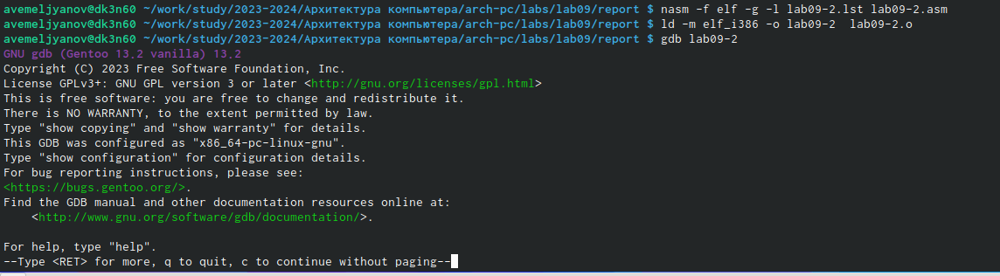 avemeljyanov@dk3n60 ~/work/study/2023-2024/Архитектура компьютера/arch-pc/labs/lab09/report $ nasm -f elf -g -l lab09-2.lst lab09-2.asm
avemeljyanov@dk3n60 ~/work/study/2023-2024/Архитектура компьютера/arch-pc/labs/lab09/report $ ld -m elf_i386 -o lab09-2  lab09-2.o
avemeljyanov@dk3n60 ~/work/study/2023-2024/Архитектура компьютера/arch-pc/labs/lab09/report $ gdb lab09-2
GNU gdb (Gentoo 13.2 vanilla) 13.2
Copyright (C) 2023 Free Software Foundation, Inc.
License GPLv3+: GNU GPL version 3 or later <http://gnu.org/licenses/gpl.html>
This is free software: you are free to change and redistribute it.
There is NO WARRANTY, to the extent permitted by law.
Type "show copying" and "show warranty" for details.
This GDB was configured as "x86_64-pc-linux-gnu".
Type "show configuration" for configuration details.
For bug reporting instructions, please see:
<https://bugs.gentoo.org/>.
Find the GDB manual and other documentation resources online at:
    <http://www.gnu.org/software/gdb/documentation/>.

For help, type "help".
--Type <RET> for more, q to quit, c to continue without paging--